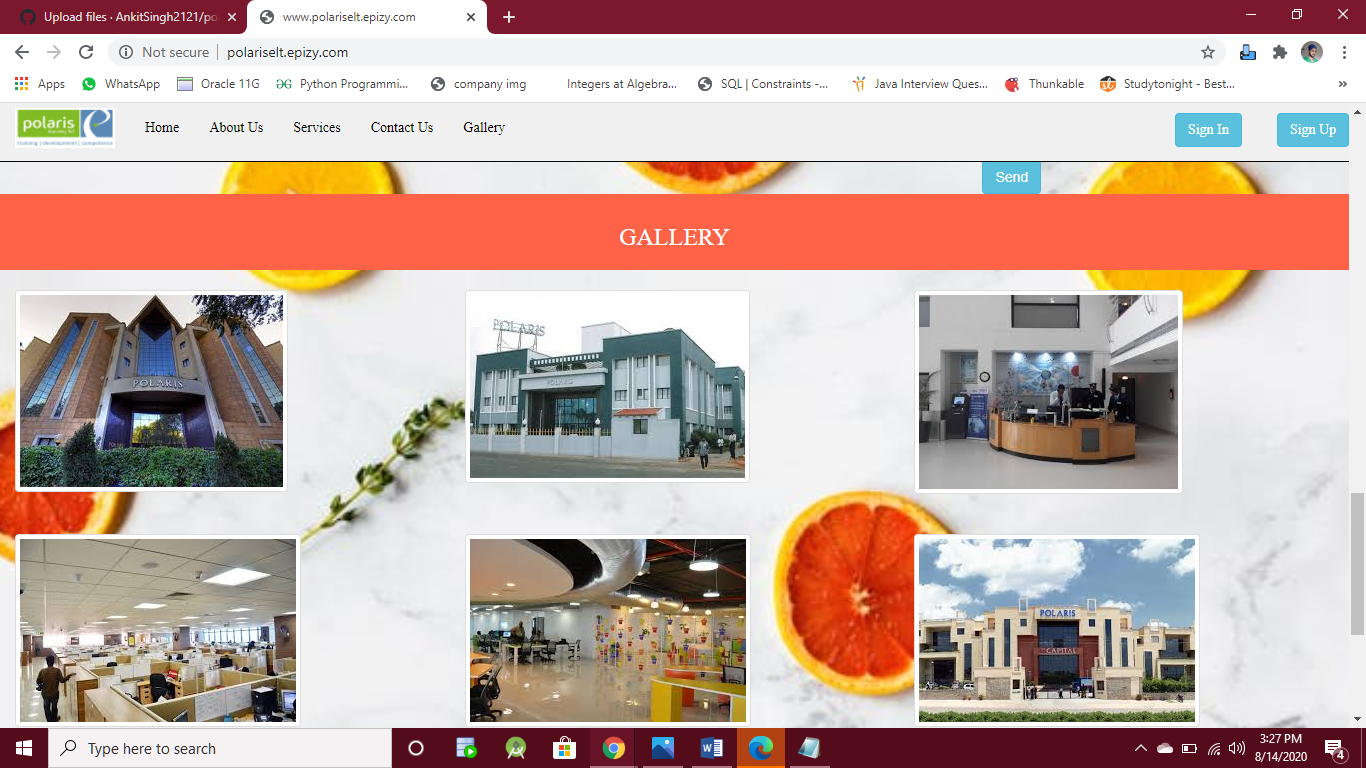 Upload files · AnkitSingh2121/po
www.polariselt.epizy.com
Not secure
polariselt.epizy.com
Apps
WhatsApp
Oracle 11G
Python Programmi...
company img
Integers at Algebra...
SQL | Constraints -...
Java Interview Ques...
Thunkable
Studytonight - Best...
»
polaris
training | development | competence
Home
About Us
Services
Contact Us
Gallery
Sign In
Sign Up
Send
GALLERY
POLARIS
POLARIS
POLARIS
POLARIS
CAPITAL
Type here to search
3:27 PM
8/14/2020
4